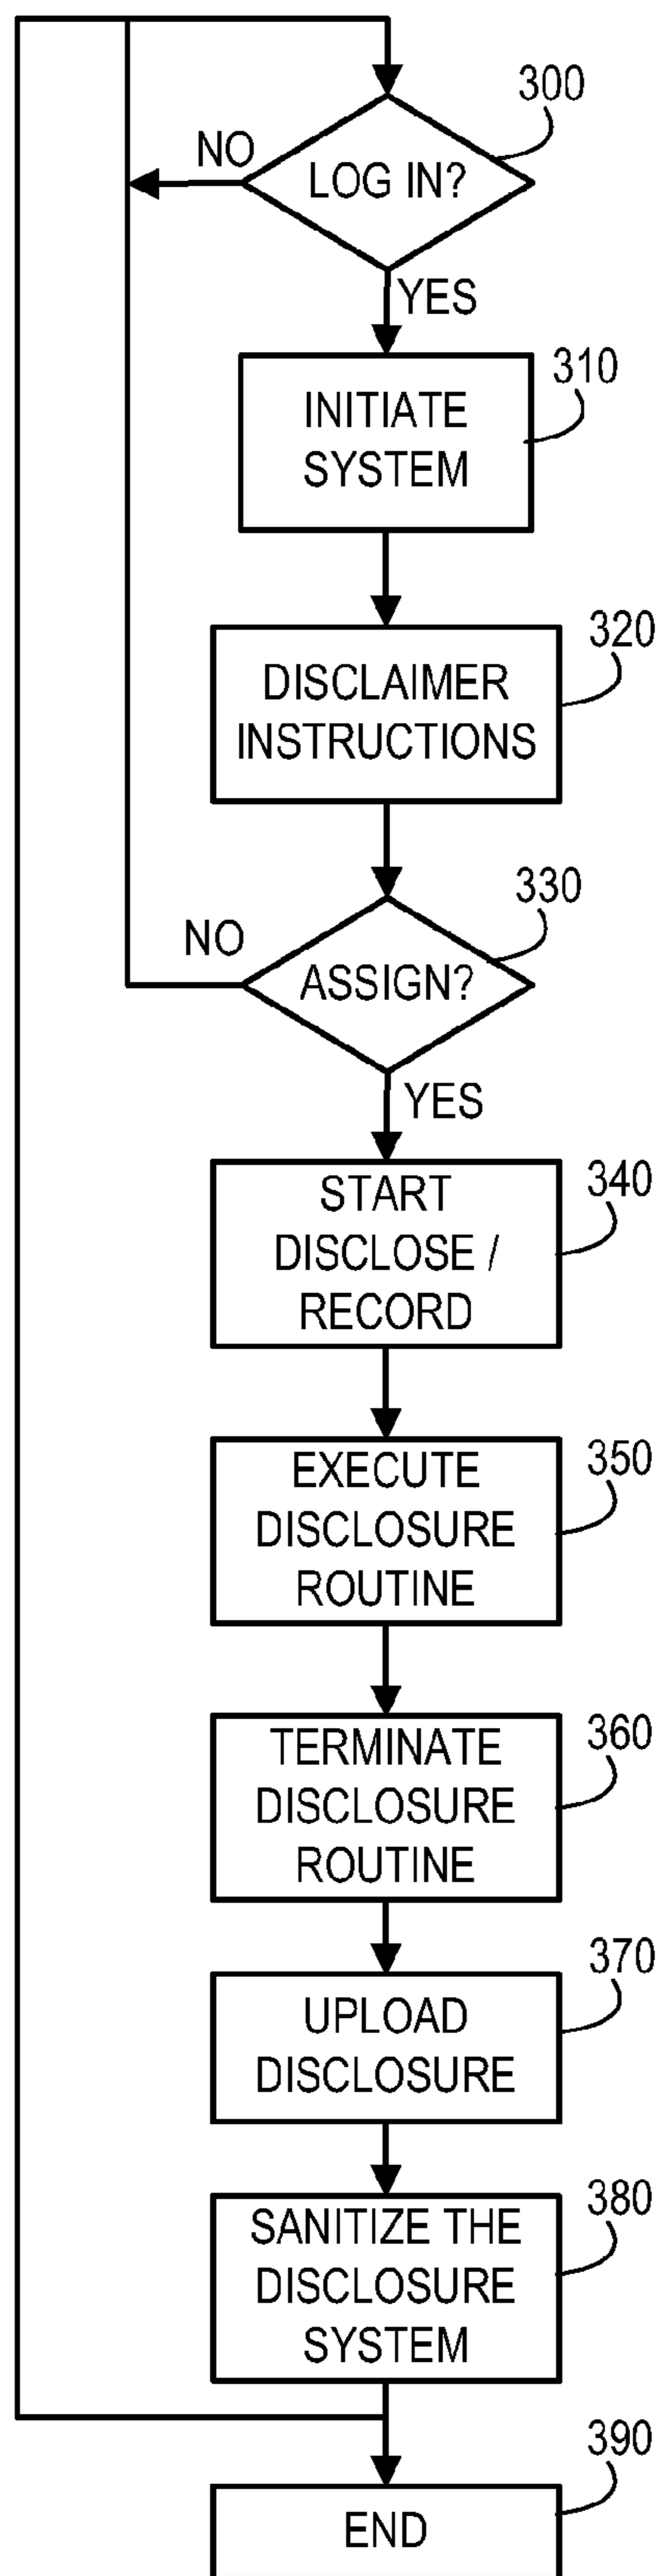 300
NO
LOG IN?
YES
310
INITIATE
SYSTEM
320
DISCLAIMER
INSTRUCTIONS
330
NO
ASSIGN?
YES
340
START
DISCLOSE /
RECORD
350
EXECUTE
DISCLOSURE
ROUTINE
360
TERMINATE
DISCLOSURE
ROUTINE
370
UPLOAD
DISCLOSURE
380
SANITIZE THE
DISCLOSURE
SYSTEM
390
END